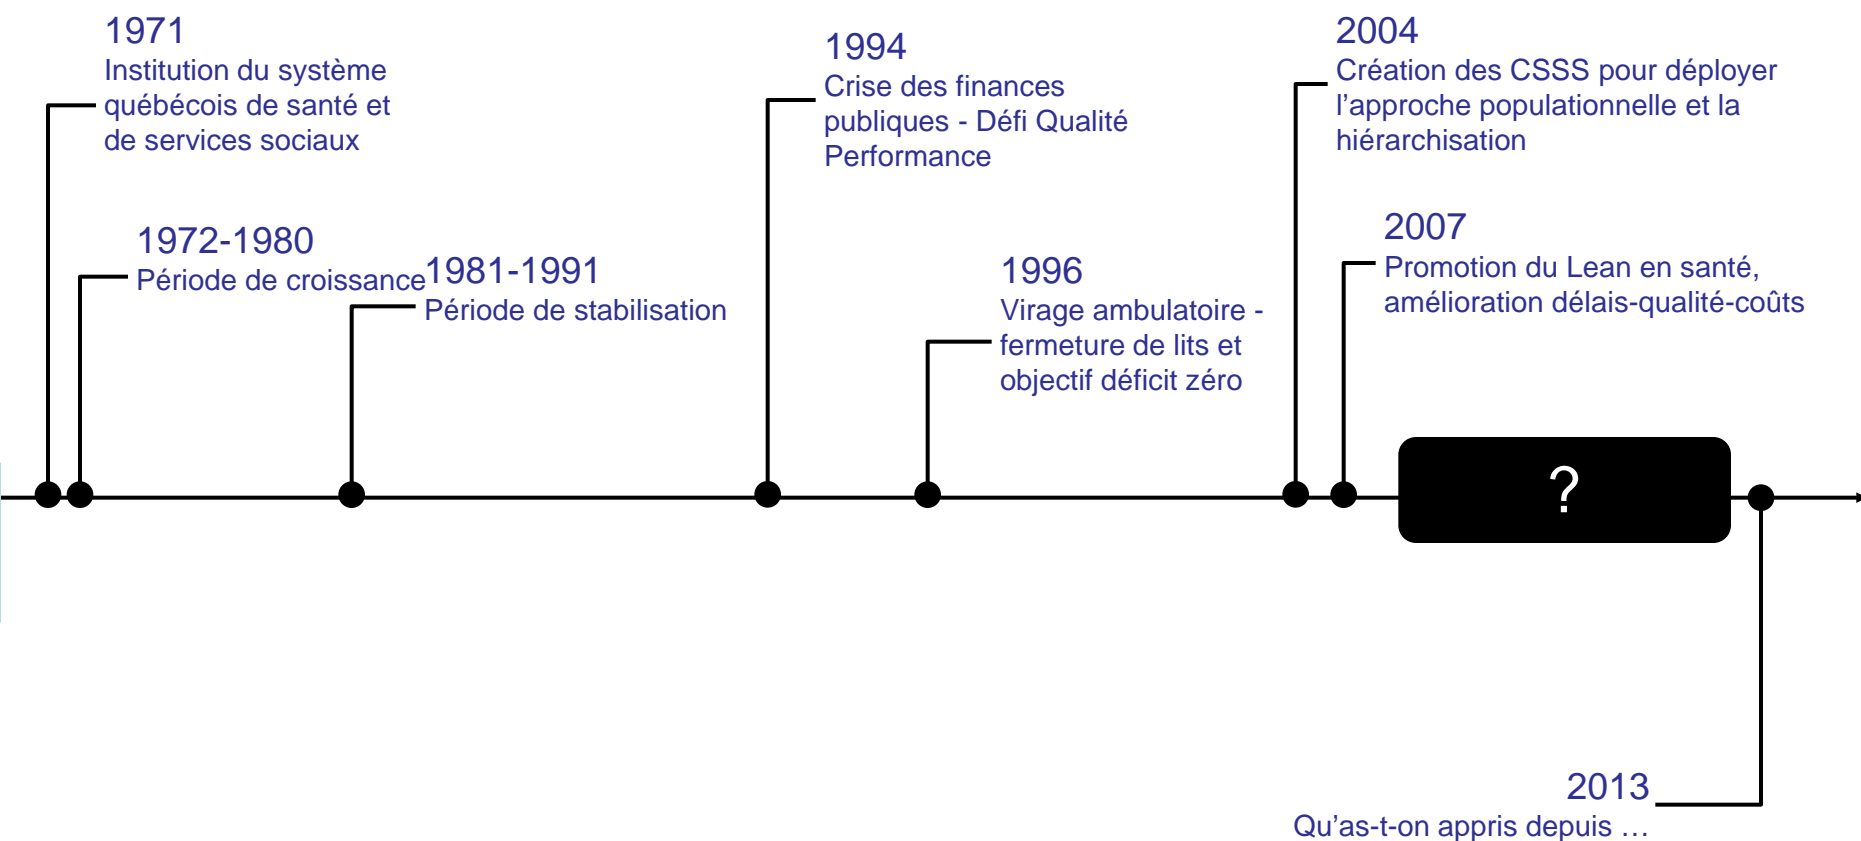 1971
Institution du système
québécois de santé et
de services sociaux
1972-1980
Période de croissance
1981-1991
Période de stabilisation
1994
Crise des finances
publiques - Défi Qualité
Performance
1996
Virage ambulatoire -
fermeture de lits et
objectif déficit zéro
2004
Création des CSSS pour déployer
l’approche populationnelle et la
hiérarchisation
2007
Promotion du Lean en santé,
amélioration délais-qualité-coûts
?
2013
Qu’as-t-on appris depuis …